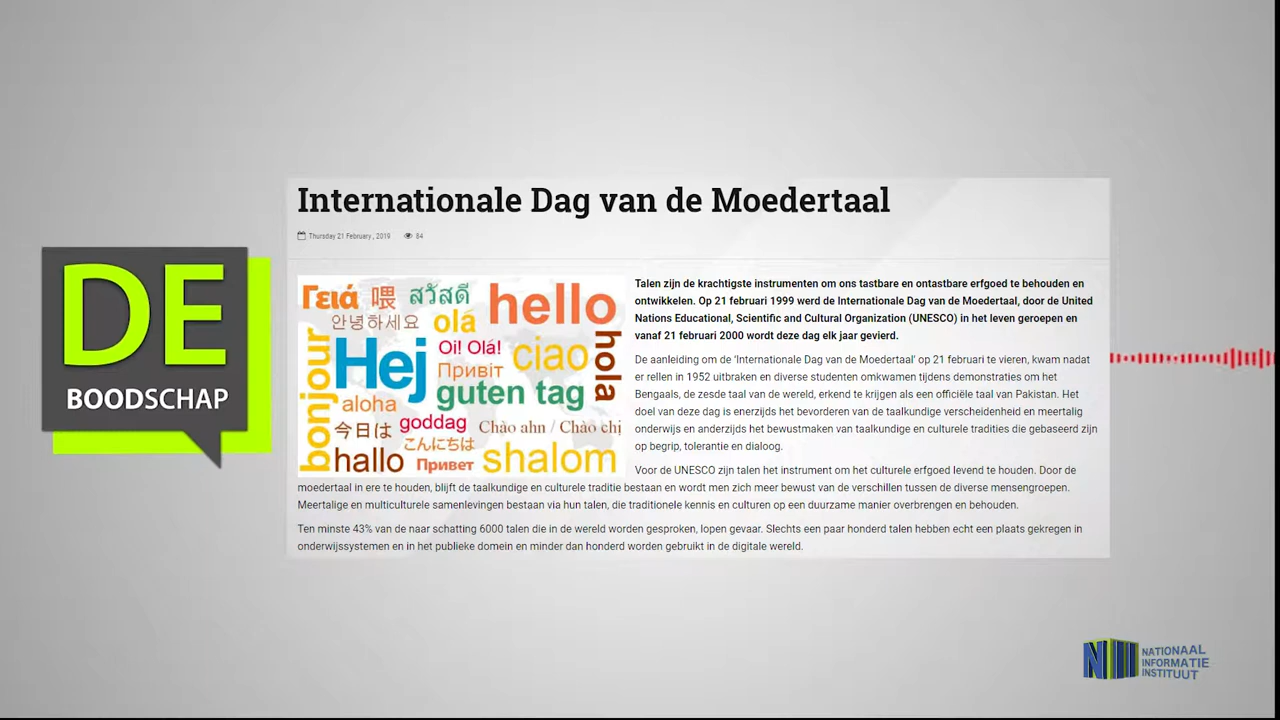 DE
BOODSCHAP
Internationale Dag van de Moedertaal
Thursday 21 February , 2019 84
Γειά 喂 สวัสดี hello
안녕하세요 olá
bonjour Hej Oi! Olá! ciao hola
Привіт
guten tag
aloha goddag Chào ahn / Chào chị
今日は こんにちは
hallo Привет shalom
Talen zijn de krachtigste instrumenten om ons tastbare en ontastbare erfgoed te behouden en
ontwikkelen. Op 21 februari 1999 werd de Internationale Dag van de Moedertaal, door de United
Nations Educational, Scientific and Cultural Organization (UNESCO) in het leven geroepen en
vanaf 21 februari 2000 wordt deze dag elk jaar gevierd.
De aanleiding om de ‘Internationale Dag van de Moedertaal’ op 21 februari te vieren, kwam nadat
er rellen in 1952 uitbraken en diverse studenten omkwamen tijdens demonstraties om het
Bengaals, de zesde taal van de wereld, erkend te krijgen als een officiële taal van Pakistan. Het
doel van deze dag is enerzijds het bevorderen van de taalkundige verscheidenheid en meertalig
onderwijs en anderzijds het bewustmaken van taalkundige en culturele tradities die gebaseerd zijn
op begrip, tolerantie en dialoog.
Voor de UNESCO zijn talen het instrument om het culturele erfgoed levend te houden. Door de
moedertaal in ere te houden, blijft de taalkundige en culturele traditie bestaan en wordt men zich meer bewust van de verschillen tussen de diverse mensengroepen.
Meertalige en multiculturele samenlevingen bestaan via hun talen, die traditionele kennis en culturen op een duurzame manier overbrengen en behouden.
Ten minste 43% van de naar schatting 6000 talen die in de wereld worden gesproken, lopen gevaar. Slechts een paar honderd talen hebben echt een plaats gekregen in
onderwijssystemen en in het publieke domein en minder dan honderd worden gebruikt in de digitale wereld.
NII NATIONAAL
INFORMATIE
INSTITUUT